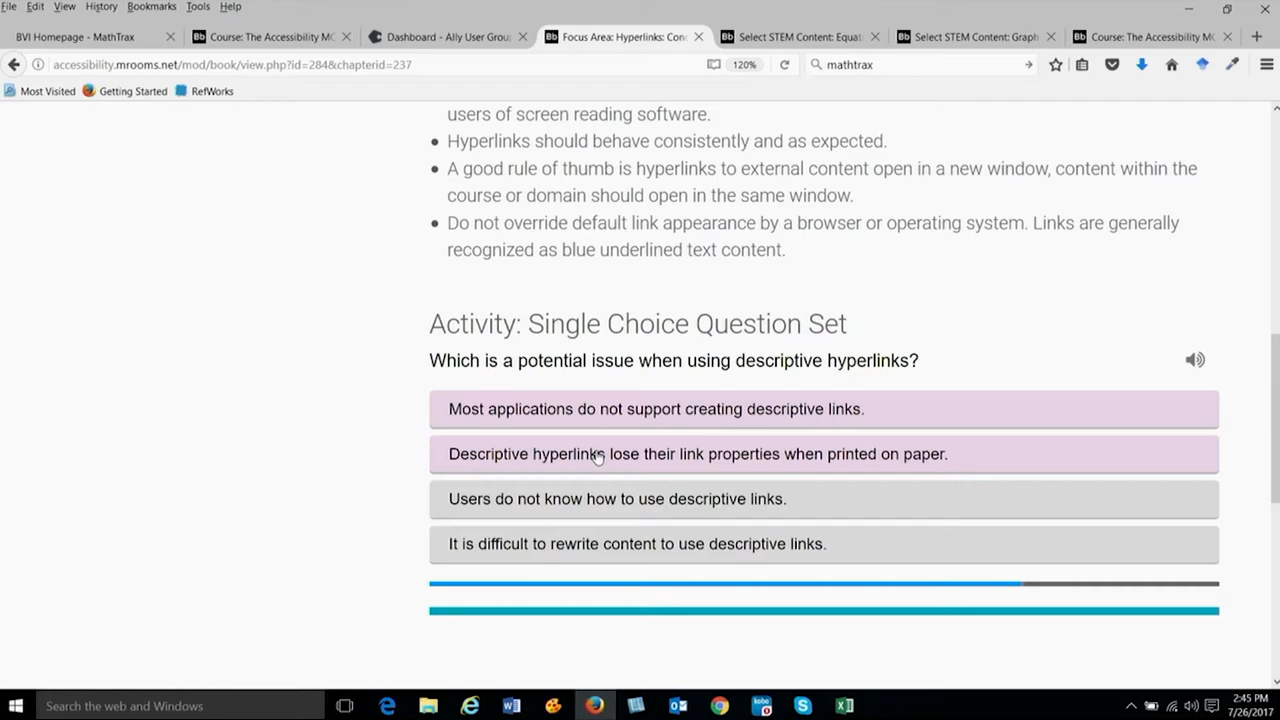 File Edit View History Bookmarks Tools Help
BVI Homepage - MathTrax
Bb Course: The Accessibility MO
Dashboard - Ally User Grou
Bb Focus Area: Hyperlinks: Con
Bb Select STEM Content: Equat
Bb Select STEM Content: Graph
Bb Course: The Accessibility MO
accessibility.mrooms.net/mod/book/view.php?id=284&chapterid=237
120%
mathtrax
Most Visited Getting Started RefWorks
users of screen reading software.
Hyperlinks should behave consistently and as expected.
A good rule of thumb is hyperlinks to external content open in a new window, content within the
course or domain should open in the same window.
Do not override default link appearance by a browser or operating system. Links are generally
recognized as blue underlined text content.
Activity: Single Choice Question Set
Which is a potential issue when using descriptive hyperlinks?
Most applications do not support creating descriptive links.
Descriptive hyperlinks lose their link properties when printed on paper.
Users do not know how to use descriptive links.
It is difficult to rewrite content to use descriptive links.
Search the web and Windows
kobo
2:45 PM
7/26/2017